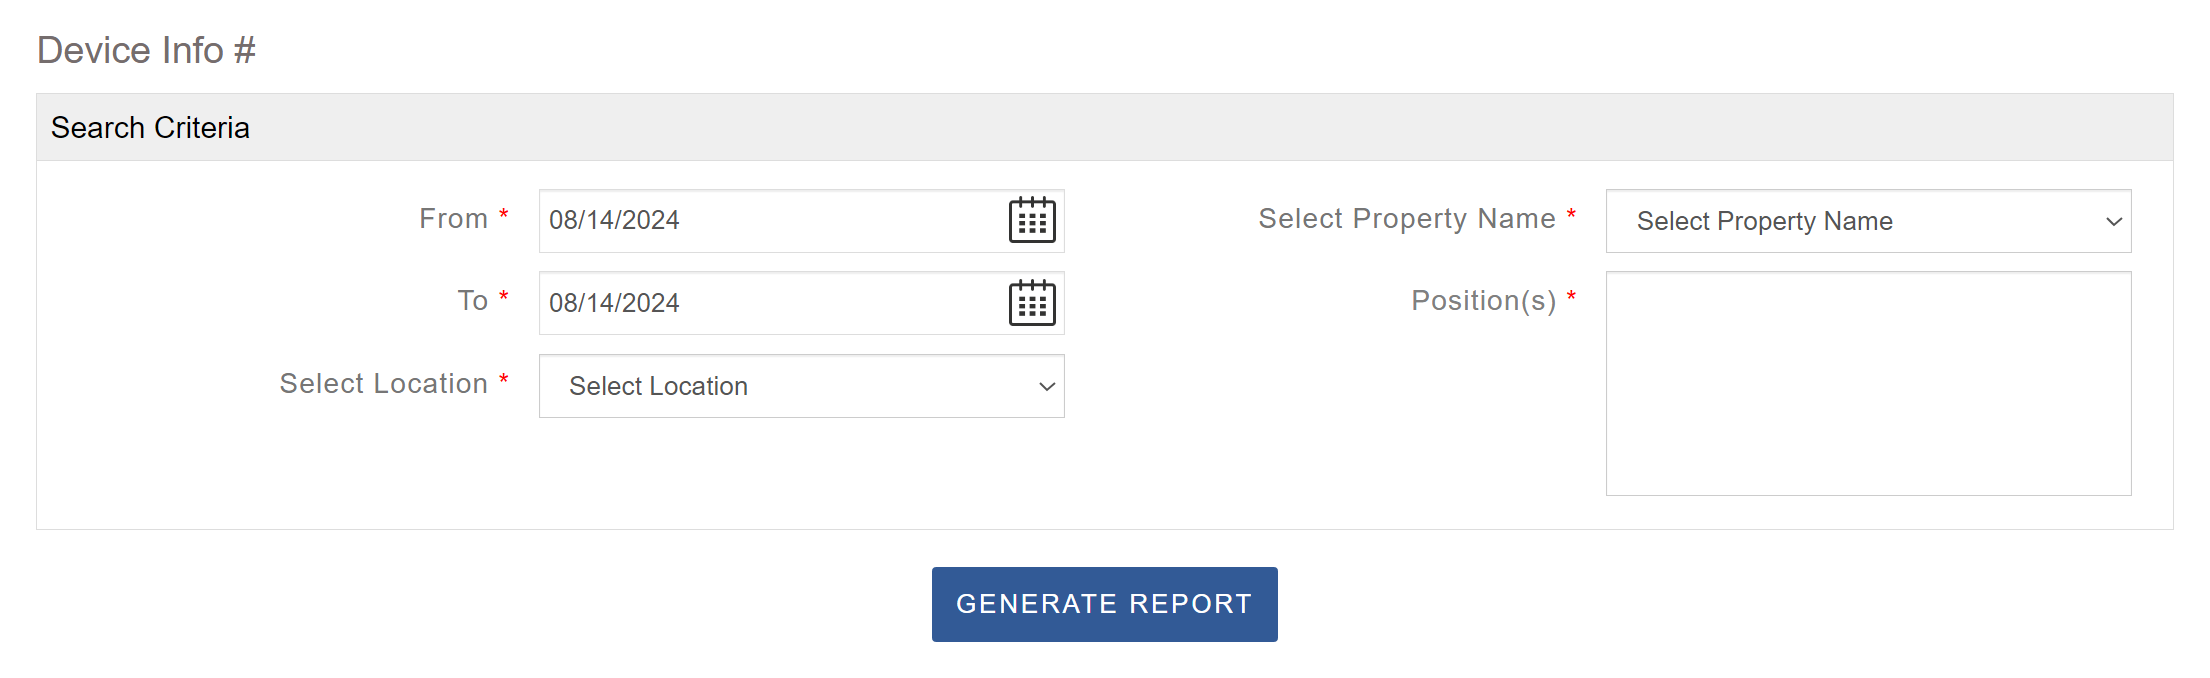 Device Info #
Search Criteria
From *
08/14/2024
Select Property Name *
Select Property Name
To *
08/14/2024
Position(s) *
Select Location *
Select Location
GENERATE REPORT